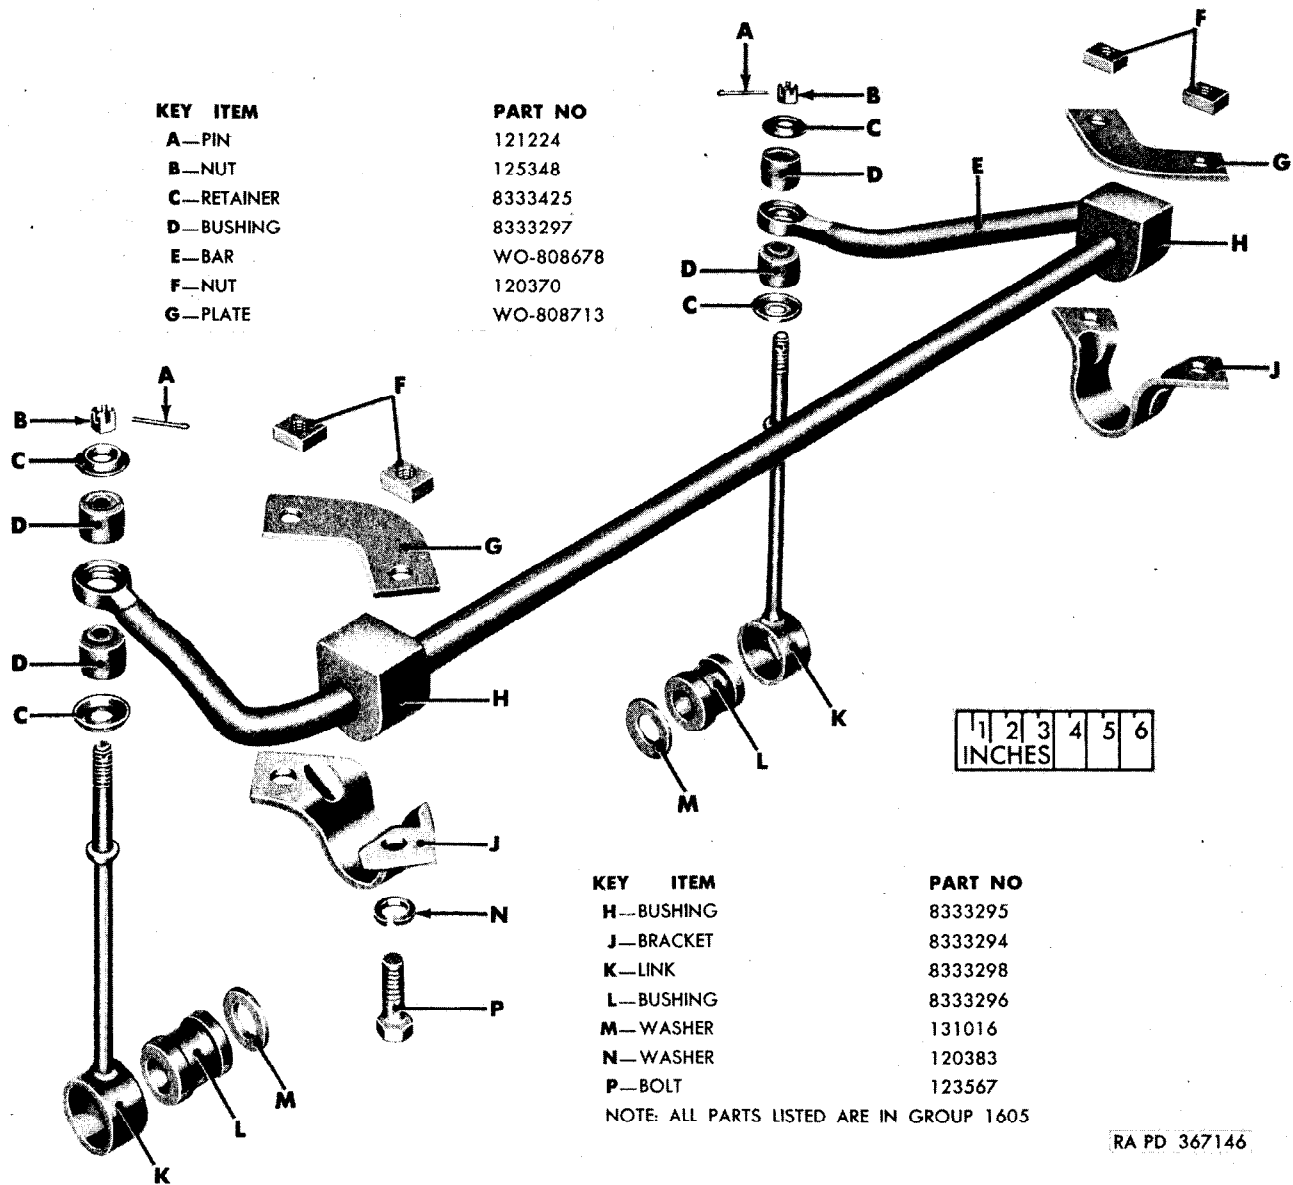 F
A
B
C
D
E
G
H
D
C
J
KEY ITEM PART NO
A—PIN 121224
B—NUT 125348
C—RETAINER 8333425
D—BUSHING 8333297
E—BAR WO-808678
F—NUT 120370
G—PLATE WO-808713
A
F
B
C
D
G
D
C
H
K
L
M
1 2 3 4 5 6
INCHES
J
N
P
M
L
K
KEY ITEM PART NO
H—BUSHING 8333295
J—BRACKET 8333294
K—LINK 8333298
L—BUSHING 8333296
M—WASHER 131016
N—WASHER 120383
P—BOLT 123567
NOTE: ALL PARTS LISTED ARE IN GROUP 1605
RA PD 367146